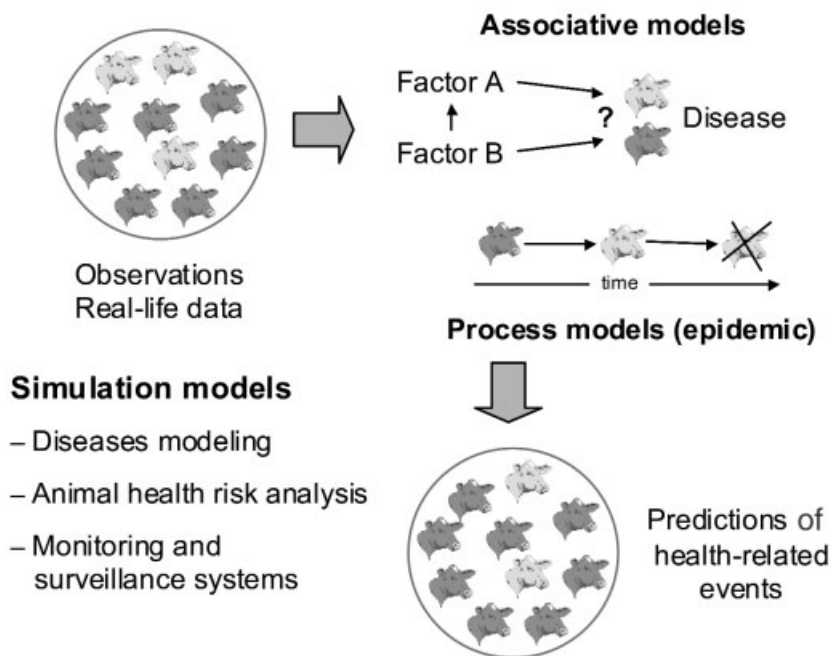 Associative models
Factor A
?
Disease
Factor B
Observations
Real-life data
time
Process models (epidemic)
Simulation models
– Diseases modeling
– Animal health risk analysis
– Monitoring and
surveillance systems
Predictions of
health-related
events